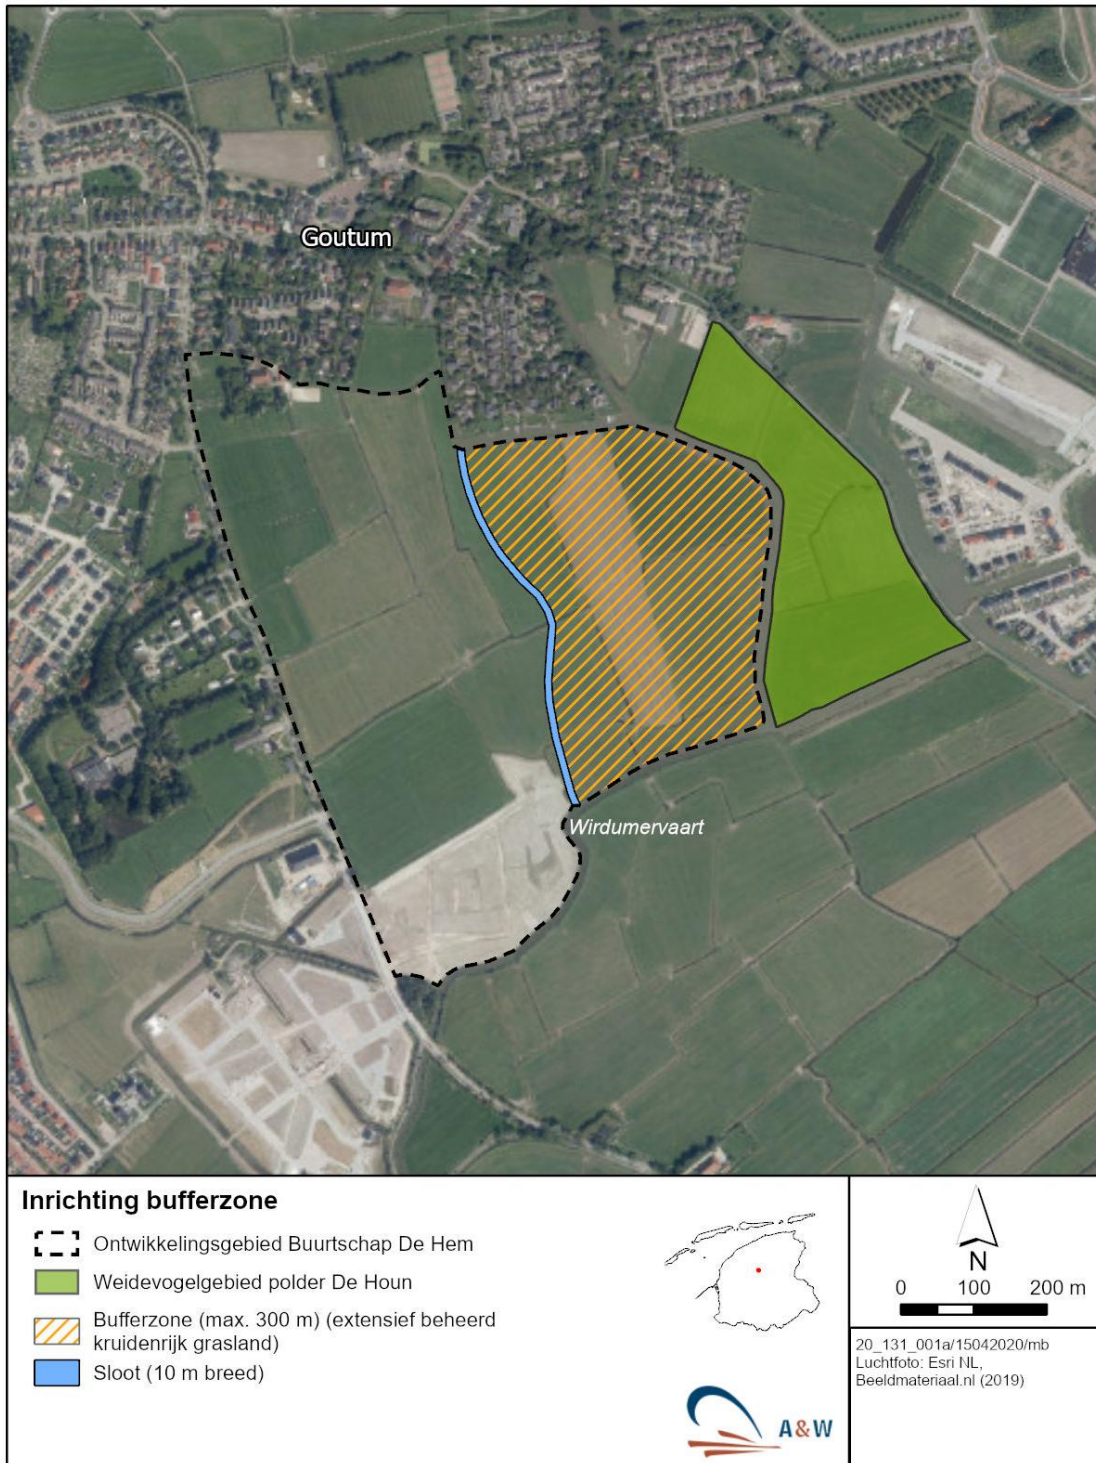 Goutum
Wirdumervaart
Inrichting bufferzone
Ontwikkelingsgebied Buurtschap De Hem
Weidevogelgebied polder De Houn
Bufferzone (max. 300 m) (extensief beheerd
kruidenrijk grasland)
Sloot (10 m breed)
A&W
N
0 100 200 m
20_131_001a/15042020/mb
Luchtfoto: Esri NL,
Beeldmateriaal.nl (2019)